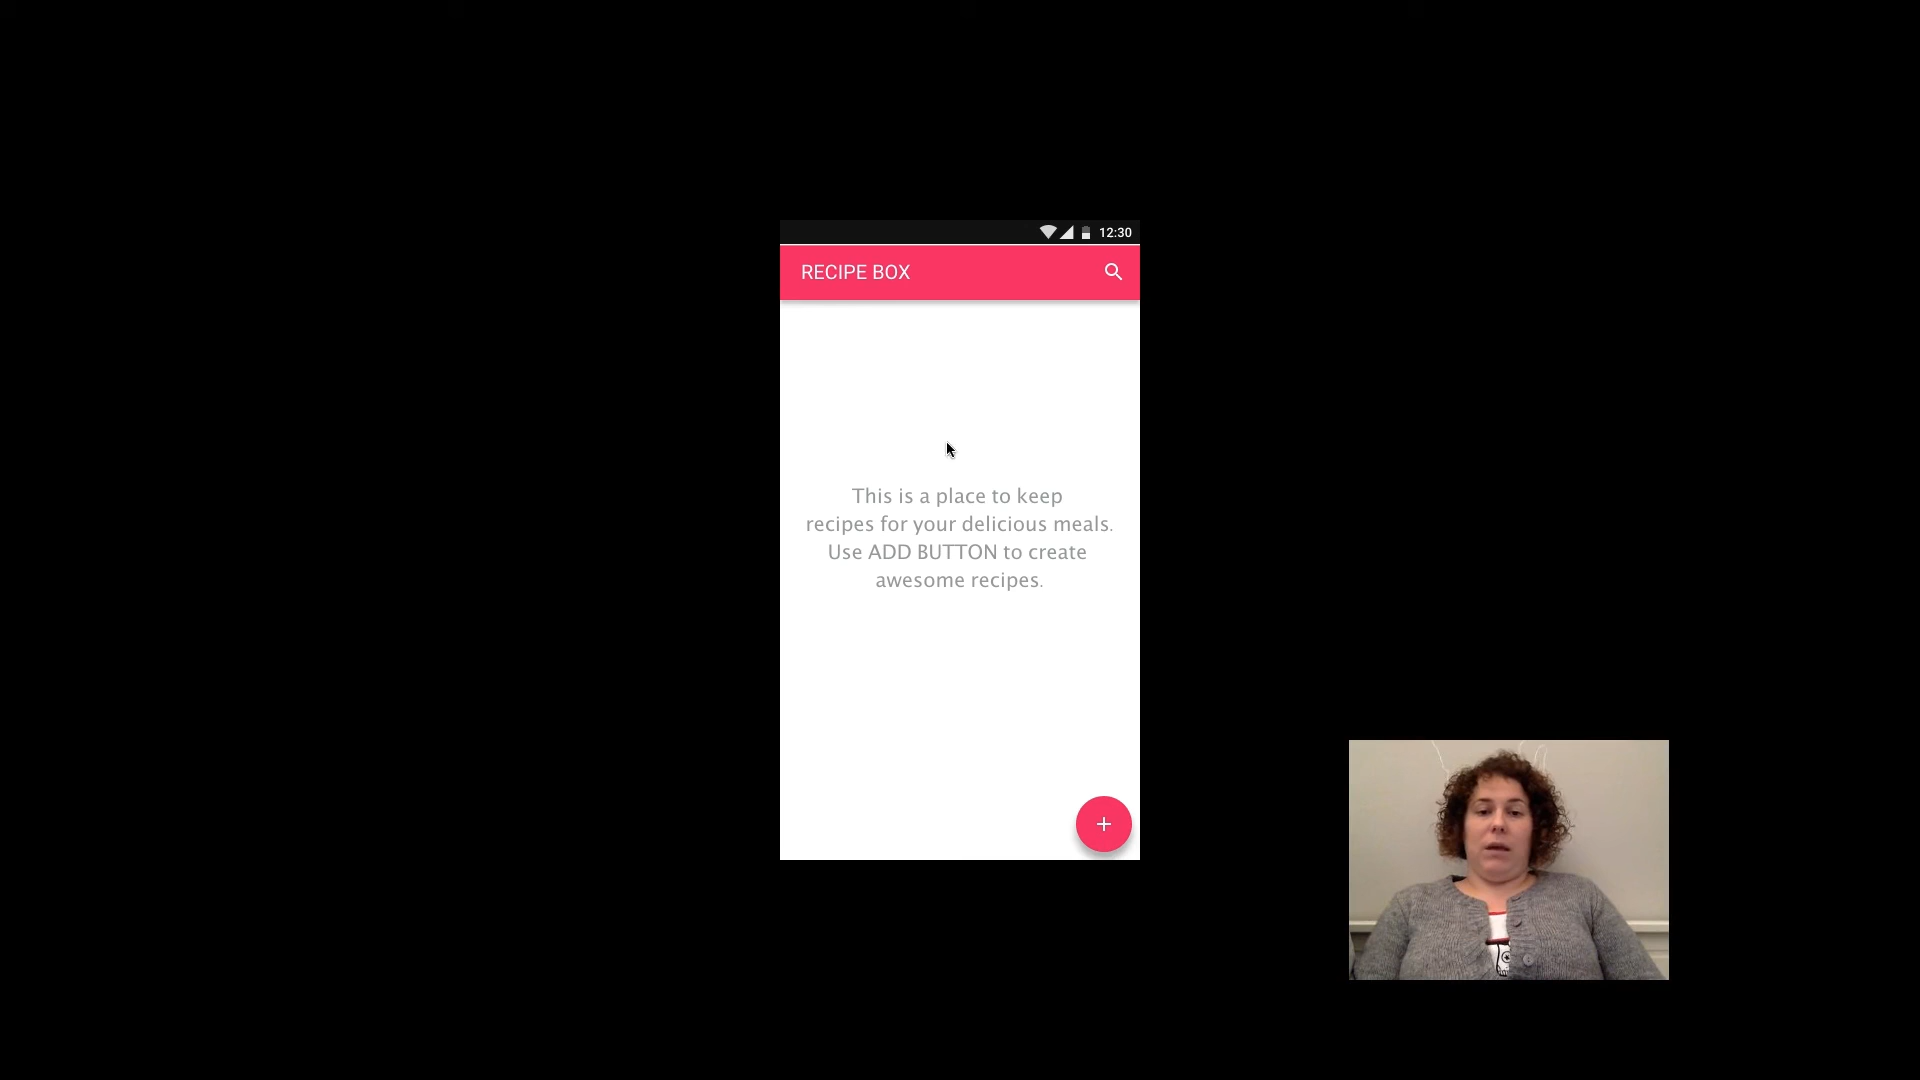 12:30
RECIPE BOX
This is a place to keep
recipes for your delicious meals.
Use ADD BUTTON to create
awesome recipes.